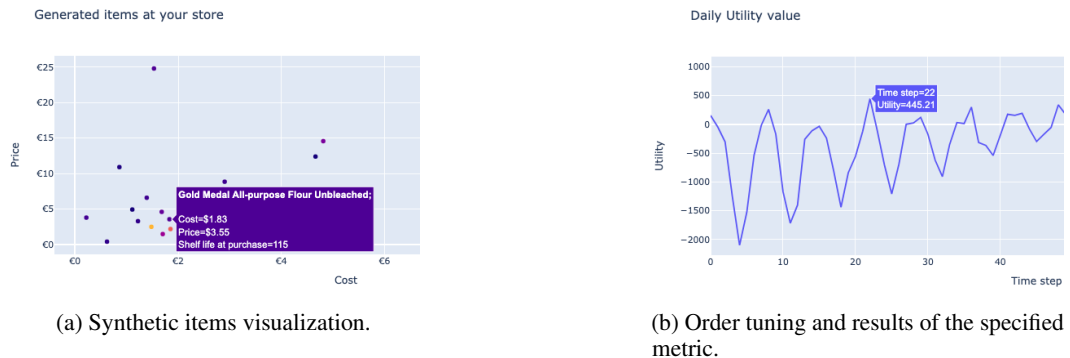 Generated items at your store
€25
€20
€15
€10
€5
€0
Price
€0
€2
€4
€6
Cost
Gold Medal All-purpose Flour Unbleached;
Cost=$1.83
Price=$3.55
Shelf life at purchase=115
(a) Synthetic items visualization.
Daily Utility value
1000
500
0
−500
−1000
−1500
−2000
Utility
0
10
20
30
40
Time step
Time step=22
Utility=445.21
(b) Order tuning and results of the specified
metric.